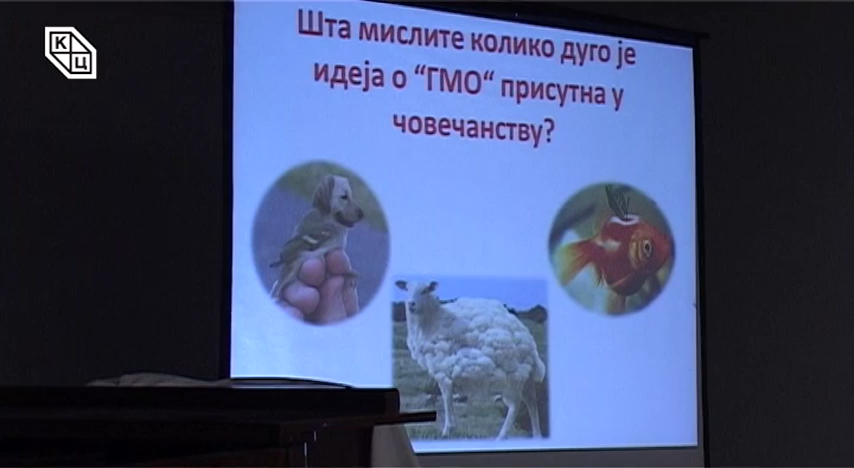 КЦ
Шта мислите колико дуго је
идеја о “ГМО“ присутна у
човечанству?